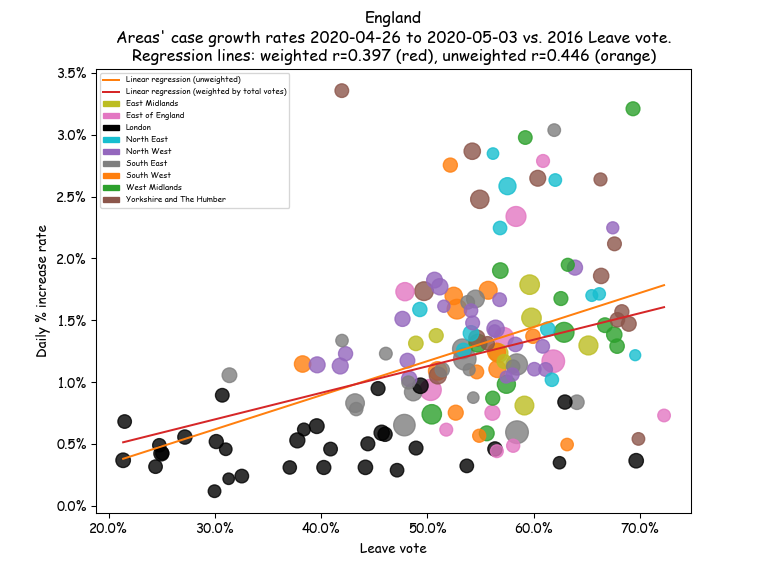 England
Areas' case growth rates 2020-04-26 to 2020-05-03 vs. 2016 Leave vote.
Regression lines: weighted r=0.397 (red), unweighted r=0.446 (orange)
Linear regression (unweighted)
Linear regression (weighted by total votes)
East Midlands
East of England
London
North East
North West
South East
South West
West Midlands
Yorkshire and The Humber
Daily % increase rate
3.5%
3.0%
2.5%
2.0%
1.5%
1.0%
0.5%
0.0%
20.0% 30.0% 40.0% 50.0% 60.0% 70.0%
Leave vote